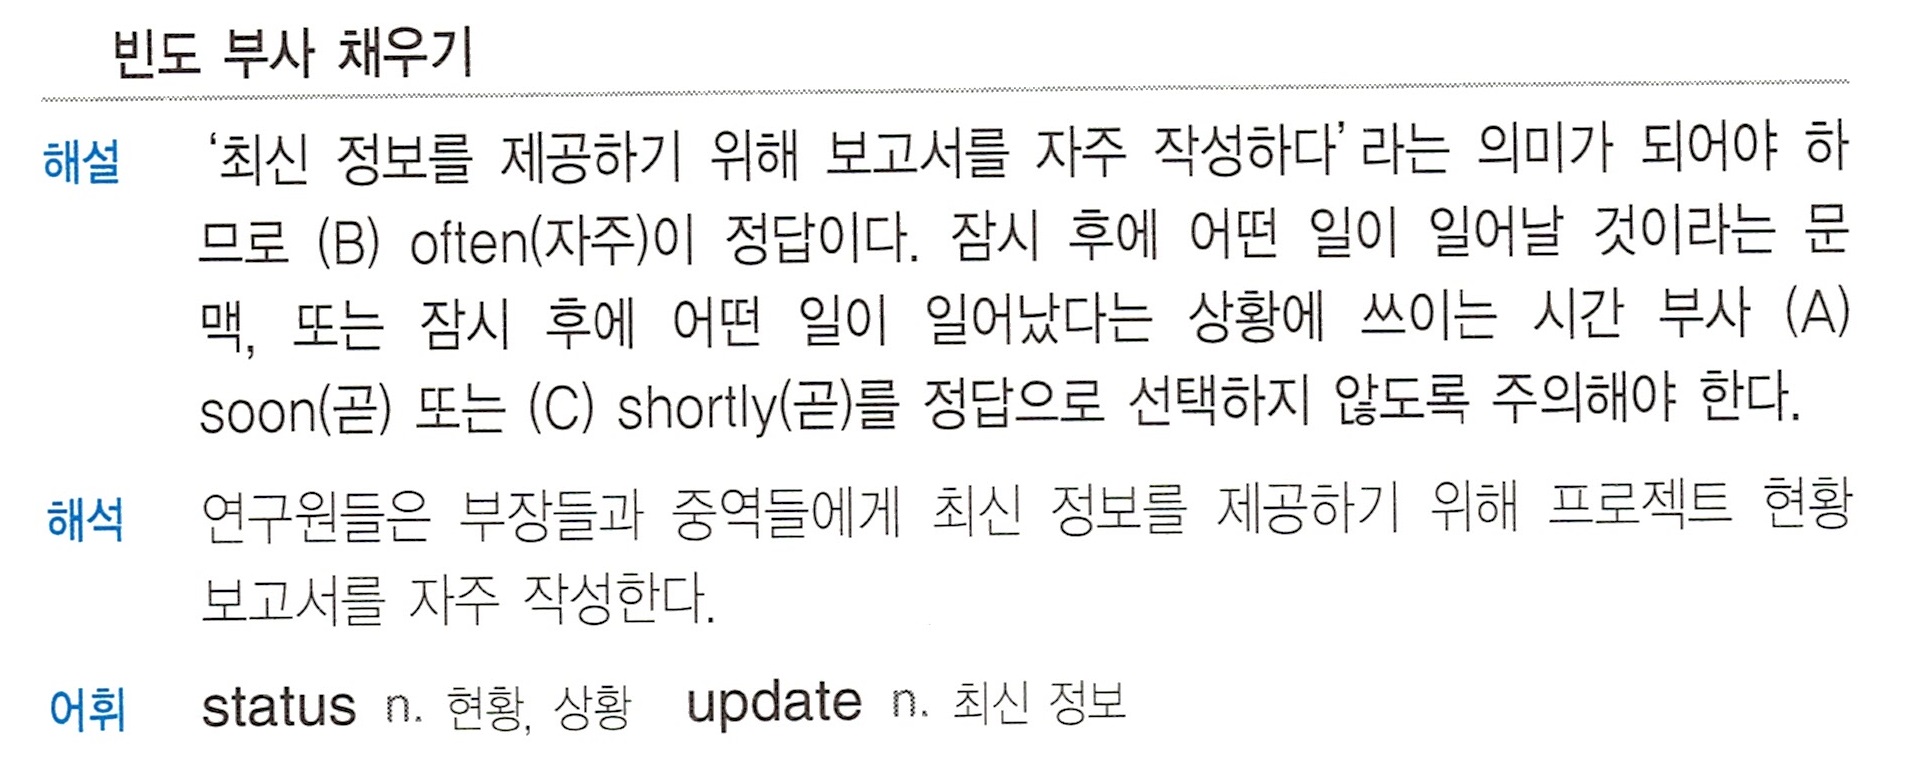 빈도 부사 채우기
해설 ‘최신 정보를 제공하기 위해 보고서를 자주 작성하다’라는 의미가 되어야 하
므로 (B) often(자주)이 정답이다. 잠시 후에 어떤 일이 일어날 것이라는 문
맥, 또는 잠시 후에 어떤 일이 일어났다는 상황에 쓰이는 시간 부사 (A)
soon(곧) 또는 (C) shortly(곧)를 정답으로 선택하지 않도록 주의해야 한다.
해석 연구원들은 부장들과 중역들에게 최신 정보를 제공하기 위해 프로젝트 현황
보고서를 자주 작성한다.
어휘 status n. 현황, 상황 update n. 최신 정보